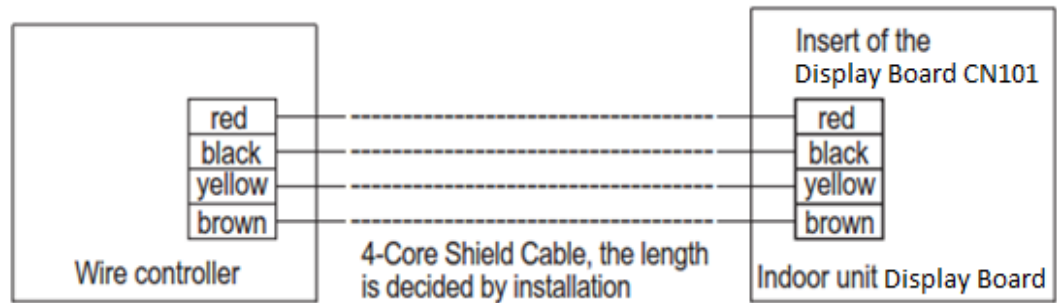 Insert of the
Display Board CN101
red
black
yellow
brown
red
black
yellow
brown
Wire controller
4-Core Shield Cable, the length
is decided by installation
Indoor unit Display Board